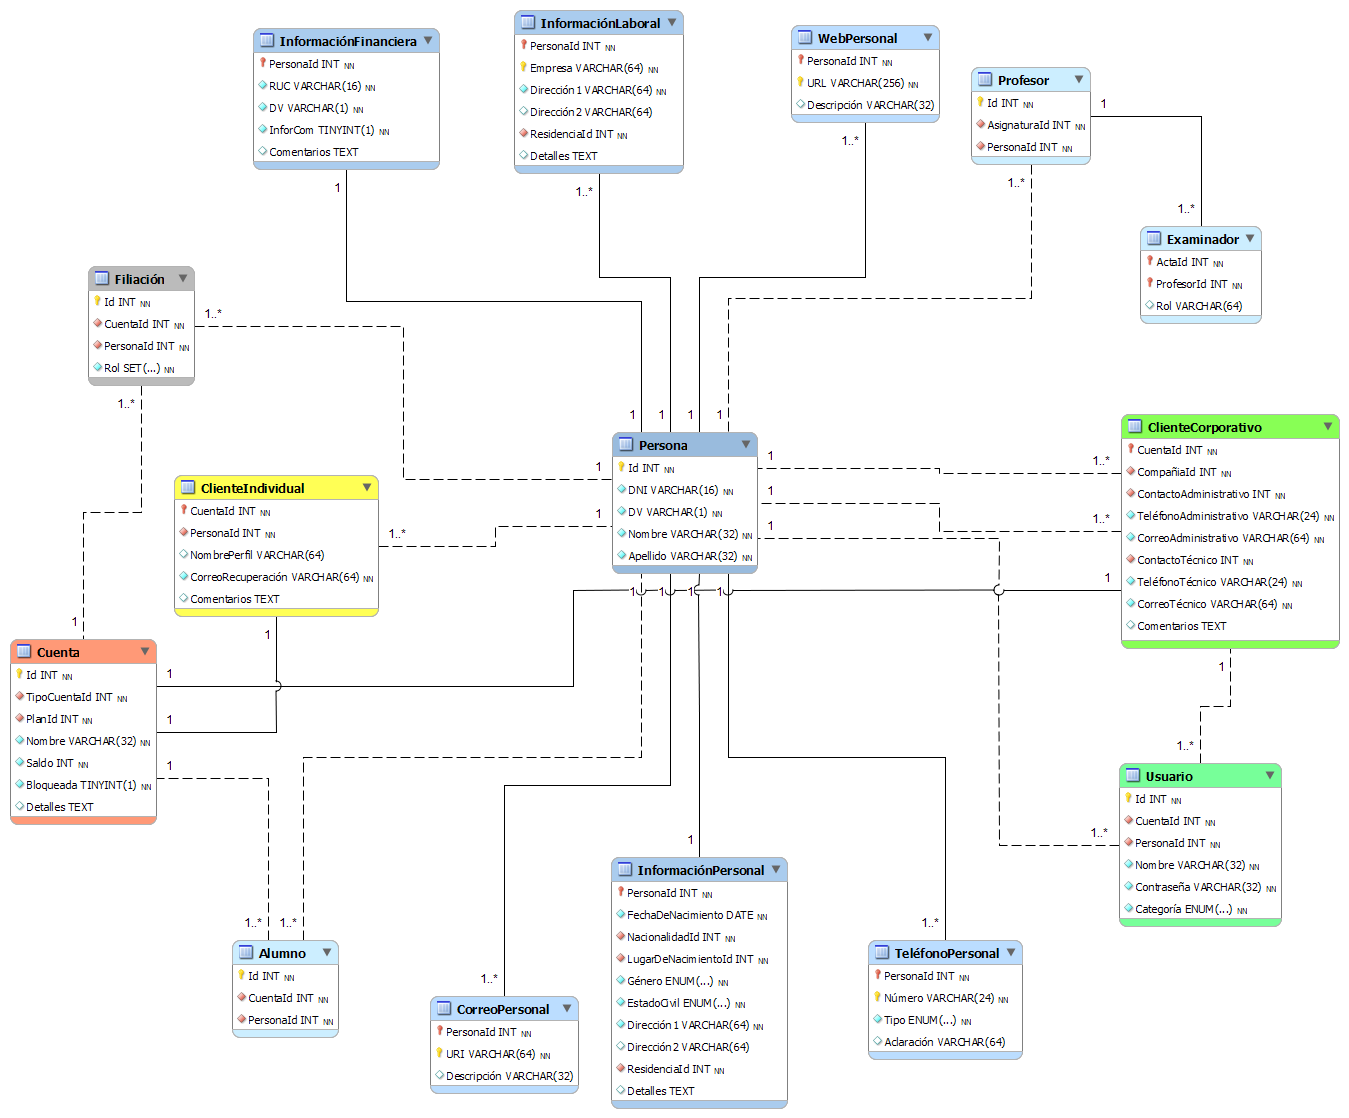 InformaciónFinanciera
PersonaId INT NN
RUC VARCHAR(16) NN
DV VARCHAR(1) NN
InforCom TINYINT(1) NN
Comentarios TEXT
1
InformaciónLaboral
PersonaId INT NN
Empresa VARCHAR(64) NN
Dirección1 VARCHAR(64) NN
Dirección2 VARCHAR(64)
ResidenciaId INT NN
Detalles TEXT
1..*
WebPersonal
PersonaId INT NN
URL VARCHAR(256) NN
Descripción VARCHAR(32)
1..*
Profesor
Id INT NN
AsignaturaId INT NN
PersonaId INT NN
1
1..*
1..*
Examinador
ActaId INT NN
ProfesorId INT NN
Rol VARCHAR(64)
Filiación
Id INT NN
CuentaId INT NN
PersonaId INT NN
Rol SET(...) NN
1..*
1..*
1
1
1
1
Persona
Id INT NN
DNI VARCHAR(16) NN
DV VARCHAR(1) NN
Nombre VARCHAR(32) NN
Apellido VARCHAR(32) NN
1
1
1
1
1
1
1
1
1
ClienteCorporativo
CuentaId INT NN
CompañiaId INT NN
ContactoAdministrativo INT NN
TeléfonoAdministrativo VARCHAR(24) NN
CorreoAdministrativo VARCHAR(64) NN
ContactoTécnico INT NN
TeléfonoTécnico VARCHAR(24) NN
CorreoTécnico VARCHAR(64) NN
Comentarios TEXT
1..*
1..*
1
1
ClienteIndividual
CuentaId INT NN
PersonaId INT NN
NombrePerfil VARCHAR(64)
CorreoRecuperación VARCHAR(64) NN
Comentarios TEXT
1..*
1
1
Cuenta
Id INT NN
TipoCuentaId INT NN
PlanId INT NN
Nombre VARCHAR(32) NN
Saldo INT NN
Bloqueada TINYINT(1) NN
Detalles TEXT
1
1
1
1..*
Usuario
Id INT NN
CuentaId INT NN
PersonaId INT NN
Nombre VARCHAR(32) NN
Contraseña VARCHAR(32) NN
Categoría ENUM(...) NN
1..*
1..*
1..*
Alumno
Id INT NN
CuentaId INT NN
PersonaId INT NN
1..*
CorreoPersonal
PersonaId INT NN
URI VARCHAR(64) NN
Descripción VARCHAR(32)
1
InformaciónPersonal
PersonaId INT NN
FechaDeNacimiento DATE NN
NacionalidadId INT NN
LugarDeNacimientoId INT NN
Género ENUM(...) NN
EstadoCivil ENUM(...) NN
Dirección1 VARCHAR(64) NN
Dirección2 VARCHAR(64)
ResidenciaId INT NN
Detalles TEXT
1..*
TeléfonoPersonal
PersonaId INT NN
Número VARCHAR(24) NN
Tipo ENUM(...) NN
Aclaración VARCHAR(64)